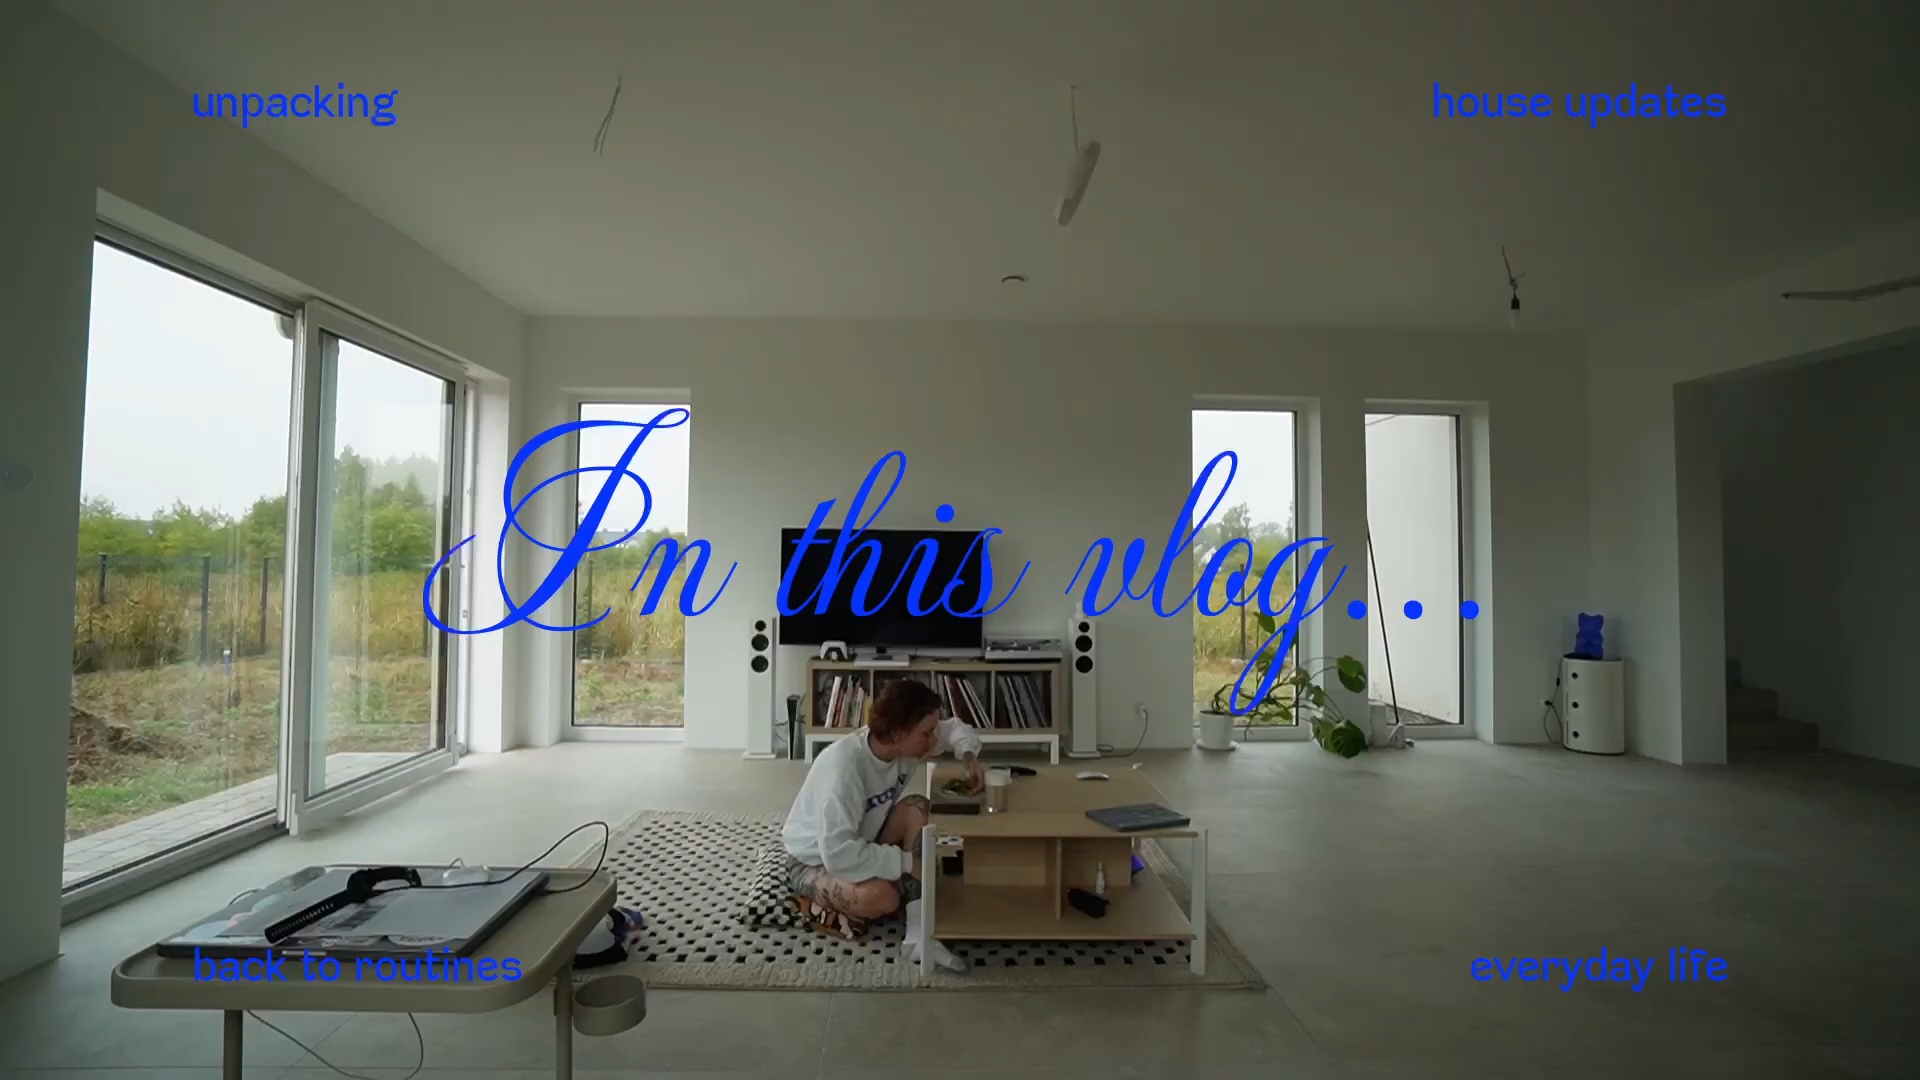 unpacking
house updates
In this vlog...
back to routines
everyday life